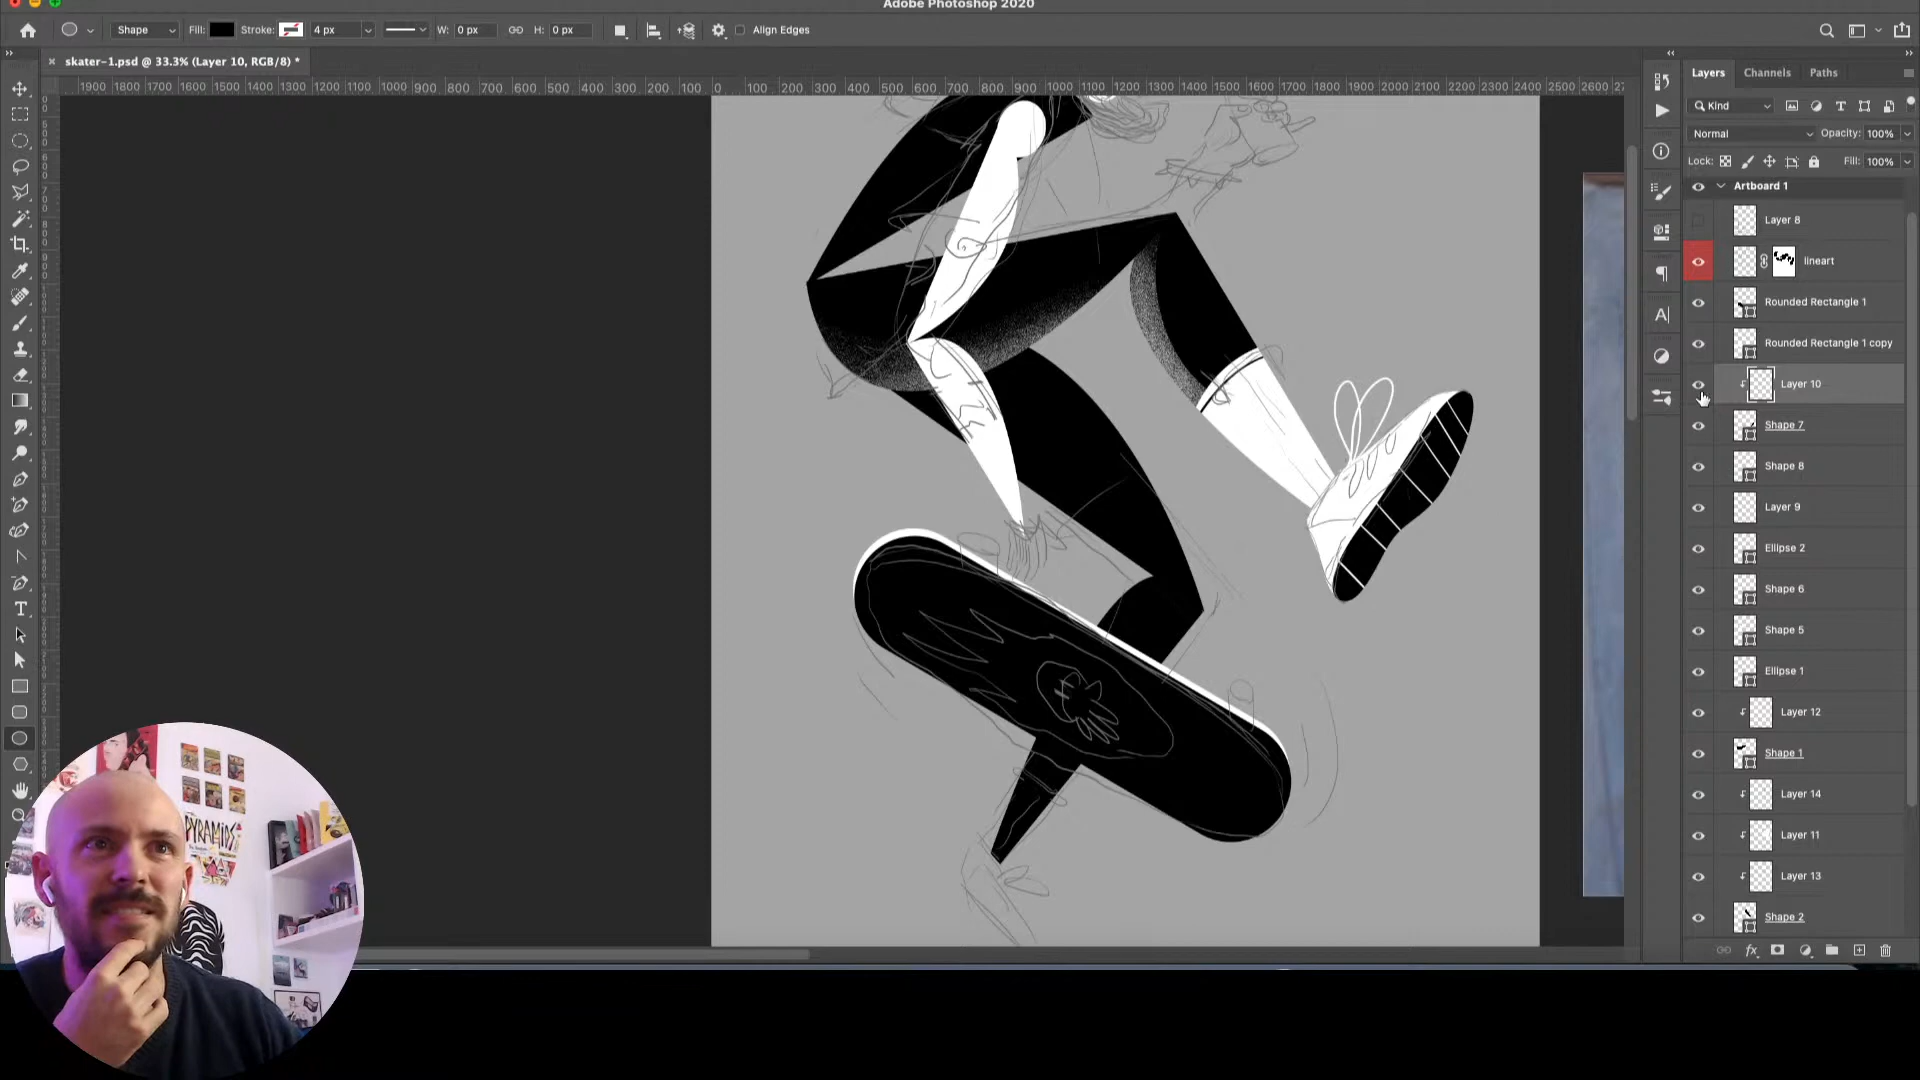 Adobe Photoshop 2020
Shape Fill: Stroke: 4 px W: 0 px H: 0 px Align Edges
skater-1.psd @ 33.3% (Layer 10, RGB/8) *
1900 1800 1700 1600 1500 1400 1300 1200 1100 1000 900 800 700 600 500 400 300 200 100 0 100 200 300 400 500 600 700 800 900 1000 1100 1200 1300 1400 1500 1600 1700 1800 1900 2000 2100 2200 2300 2400 2500 2600
Layers Channels Paths
Kind
Normal Opacity: 100%
Lock: Fill: 100%
Artboard 1
Layer 8
lineart
Rounded Rectangle 1
Rounded Rectangle 1 copy
Layer 10
Shape 7
Shape 8
Layer 9
Ellipse 2
Shape 6
Shape 5
Ellipse 1
Layer 12
Shape 1
Layer 14
Layer 11
Layer 13
Shape 2
fx
PYRAMIDS